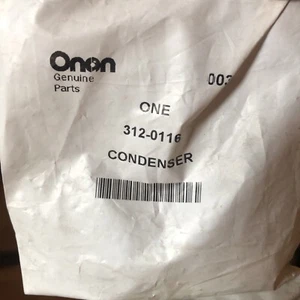 Onan
Genuine
Parts
003
ONE
312-0116
CONDENSER